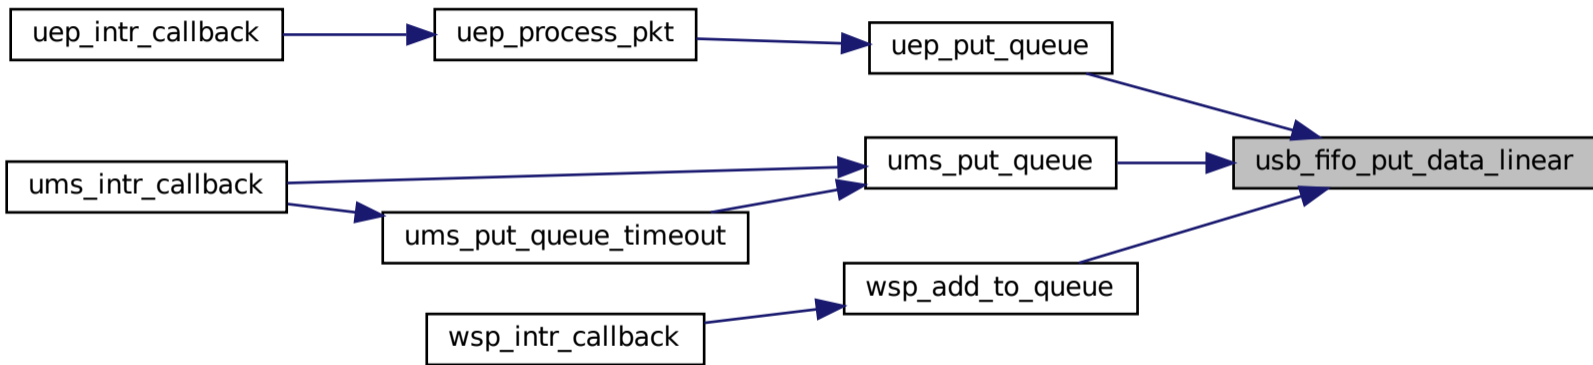 uep_intr_callback
uep_process_pkt
uep_put_queue
ums_intr_callback
ums_put_queue
usb_fifo_put_data_linear
ums_put_queue_timeout
wsp_add_to_queue
wsp_intr_callback